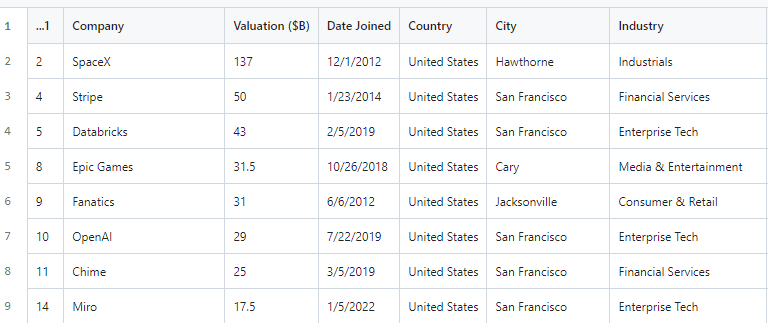 1 ...1 Company Valuation ($B) Date Joined Country City Industry
2 2 SpaceX 137 12/1/2012 United States Hawthorne Industrials
3 4 Stripe 50 1/23/2014 United States San Francisco Financial Services
4 5 Databricks 43 2/5/2019 United States San Francisco Enterprise Tech
5 8 Epic Games 31.5 10/26/2018 United States Cary Media & Entertainment
6 9 Fanatics 31 6/6/2012 United States Jacksonville Consumer & Retail
7 10 OpenAI 29 7/22/2019 United States San Francisco Enterprise Tech
8 11 Chime 25 3/5/2019 United States San Francisco Financial Services
9 14 Miro 17.5 1/5/2022 United States San Francisco Enterprise Tech